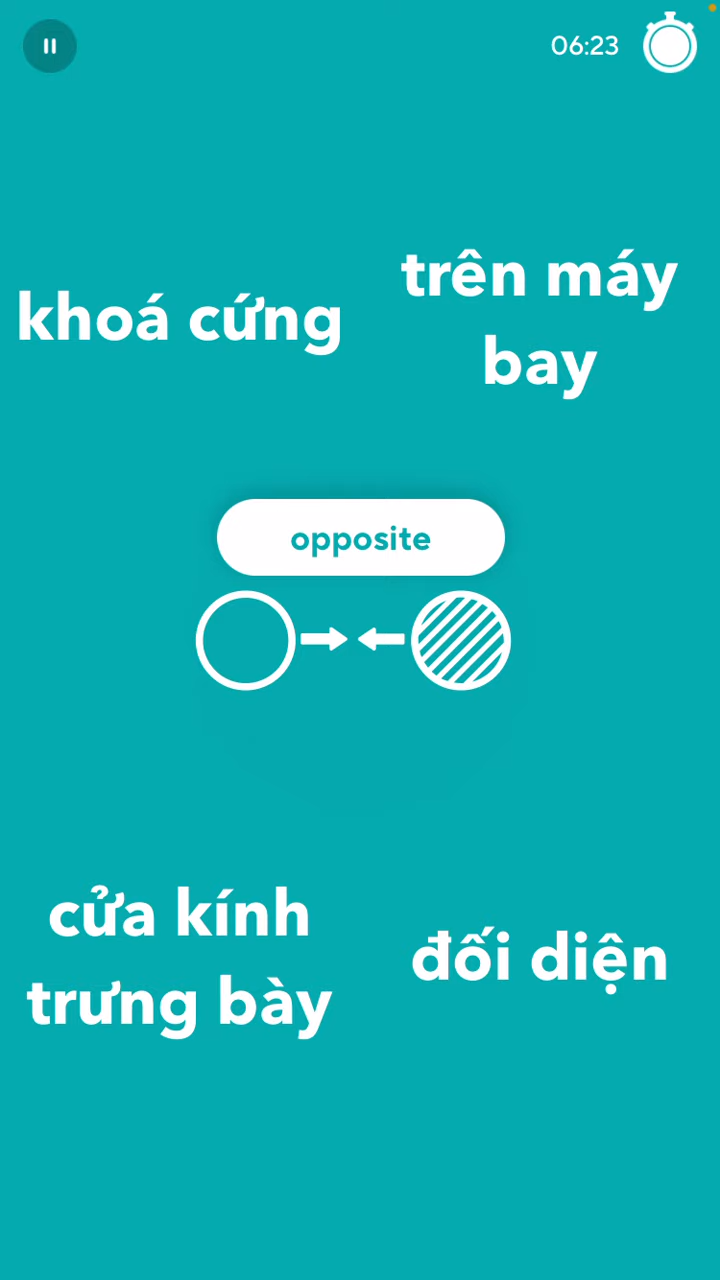 06:23
khoá cứng
trên máy
bay
opposite
cửa kính
trưng bày
đối diện